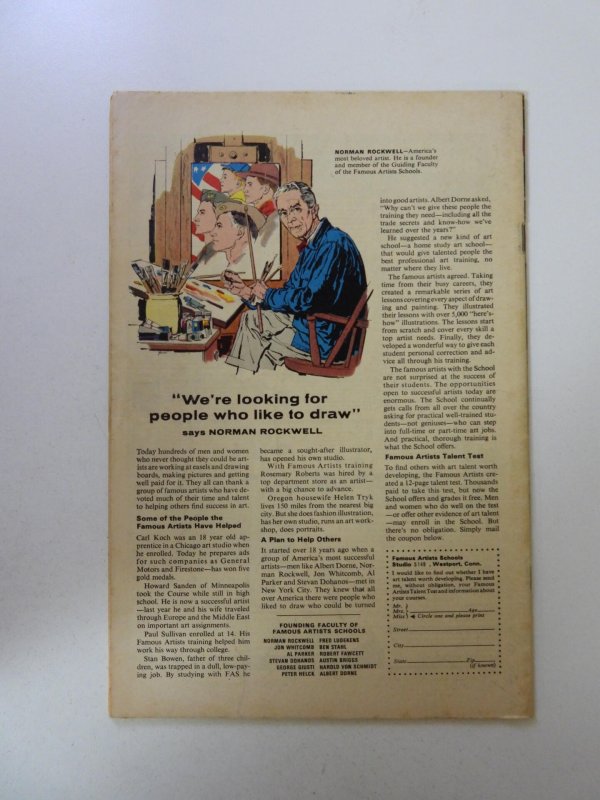 NORMAN ROCKWELL—America's
most beloved artist. He is a founder
and member of the Guiding Faculty
of the Famous Artists Schools.
"We're looking for
people who like to draw"
says NORMAN ROCKWELL
Today hundreds of men and women
who never thought they could be art-
ists are working at easels and drawing
boards, making pictures and getting
well paid for it. They all can thank a
group of famous artists who have de-
voted much of their time and talent
to helping others find success in art.
Some of the People the
Famous Artists Have Helped
Carl Koch was an 18 year old ap-
prentice in a Chicago art studio when
he enrolled. Today he prepares ads
for such companies as General
Motors and Firestone—has won five
gold medals.
Howard Sanden of Minneapolis
took the Course while still in high
school. He is now a successful artist
—last year he and his wife traveled
through Europe and the Middle East
on important art assignments.
Paul Sullivan enrolled at 14. His
Famous Artists training helped him
work his way through college.
Stan Bowen, father of three chil-
dren, was trapped in a dull, low-pay-
ing job. By studying with FAS he
became a sought-after illustrator,
has opened his own studio.
With Famous Artists training
Rosemary Roberts was hired by a
top department store as an artist—
with a big chance to advance.
Oregon housewife Helen Tryk
lives 150 miles from the nearest big
city. But she does fashion illustration,
has her own studio, runs an art work-
shop, does portraits.
A Plan to Help Others
It started over 18 years ago when a
group of America's most successful
artists—men like Albert Dorne, Nor-
man Rockwell, Jon Whitcomb, Al
Parker and Stevan Dohanos—met in
New York City. They knew that all
over America there were people who
liked to draw who could be turned
FOUNDING FACULTY OF
FAMOUS ARTISTS SCHOOLS
NORMAN ROCKWELL FRED LUDEKENS
JON WHITCOMB BEN STAHL
AL PARKER ROBERT FAWCETT
STEVAN DOHANOS AUSTIN BRIGGS
GEORGE GIUSTI HAROLD VON SCHMIDT
PETER HELCK ALBERT DORNE
into good artists. Albert Dorne asked,
"Why can't we give these people the
training they need—including all the
trade secrets and know-how we've
learned over the years?"
He suggested a new kind of art
school—a home study art school—
that would give talented people the
best professional art training, no
matter where they live.
The famous artists agreed. Taking
time from their busy careers, they
created a remarkable series of art
lessons covering every aspect of draw-
ing and painting. They illustrated
their lessons with over 5,000 "here's-
how" illustrations. The lessons start
from scratch and cover every skill a
top artist needs. Finally, they de-
veloped a wonderful way to give each
student personal correction and ad-
vice all through his training.
The famous artists with the School
are not surprised at the success of
their students. The opportunities
open to successful artists today are
enormous. The School continually
gets calls from all over the country
asking for practical well-trained stu-
dents—not geniuses—who can step
into full-time or part-time art jobs.
And practical, thorough training is
what the School offers.
Famous Artists Talent Test
To find others with art talent worth
developing, the Famous Artists cre-
ated a 12-page talent test. Thousands
paid to take this test, but now the
School offers and grades it free. Men
and women who do well on the test
—or offer other evidence of art talent
—may enroll in the School. But
there's no obligation. Simply mail
the coupon below.
Famous Artists Schools
Studio 5148, Westport, Conn.
I would like to find out whether I have
art talent worth developing. Please send
me, without obligation, your Famous
Artists Talent Test and information about
your courses.
Mr.
Mrs. Age
Miss Circle one and please print
Street
City
State Zip
(if known)